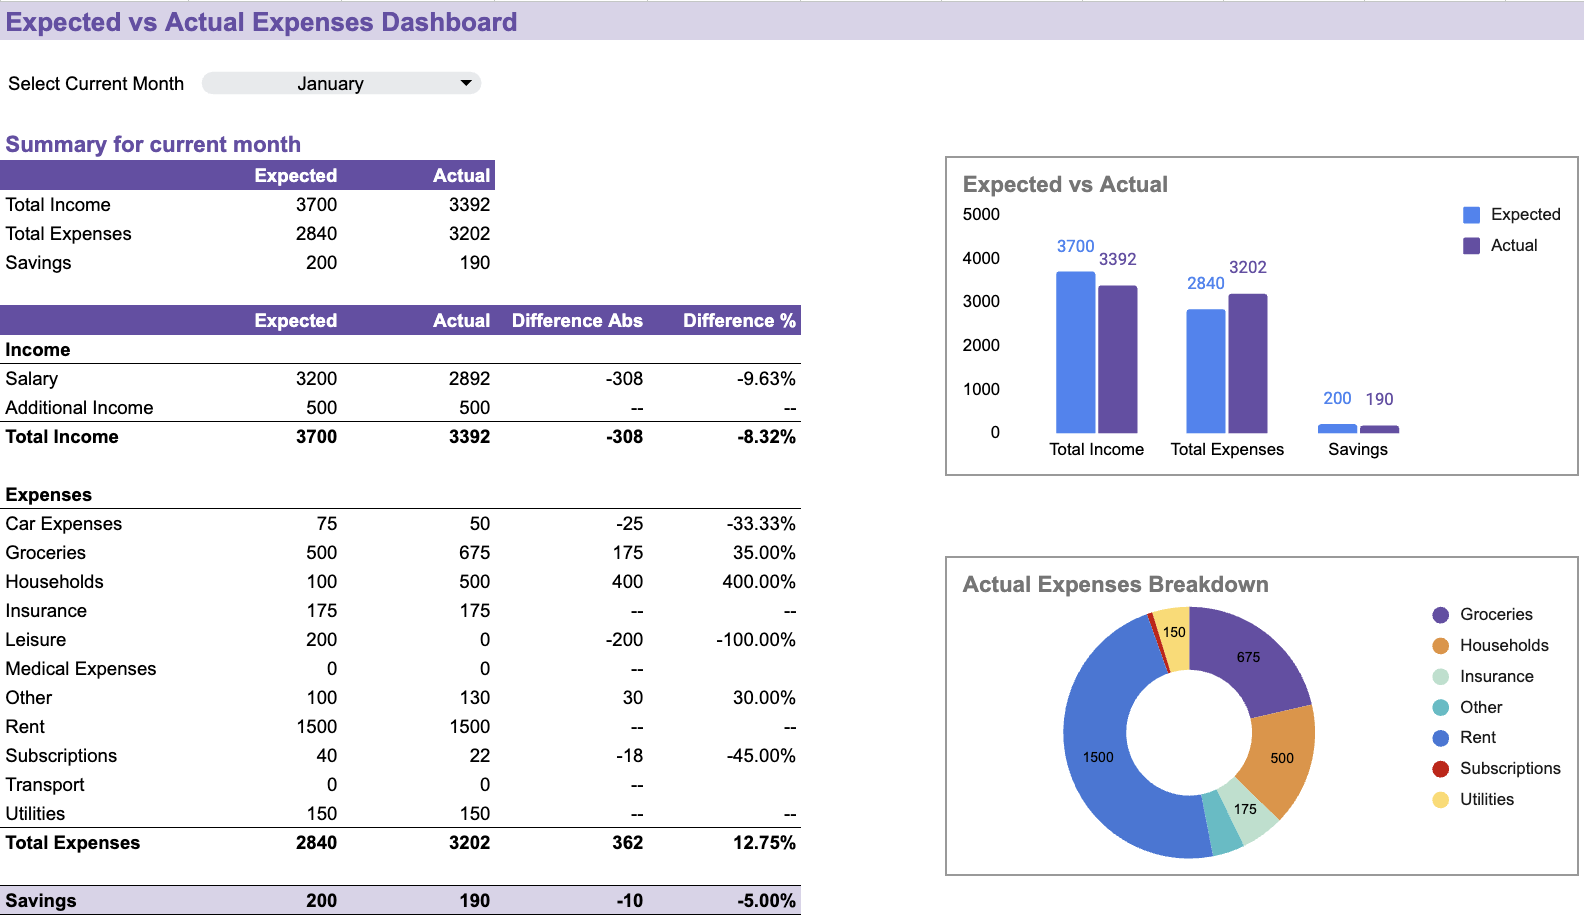 Expected vs Actual Expenses Dashboard
Select Current Month January
Summary for current month
Expected Actual
Total Income 3700 3392
Total Expenses 2840 3202
Savings 200 190
Expected Actual Difference Abs Difference %
Income
Salary 3200 2892 -308 -9.63%
Additional Income 500 500 -- --
Total Income 3700 3392 -308 -8.32%
Expenses
Car Expenses 75 50 -25 -33.33%
Groceries 500 675 175 35.00%
Households 100 500 400 400.00%
Insurance 175 175 -- --
Leisure 200 0 -200 -100.00%
Medical Expenses 0 0 --
Other 100 130 30 30.00%
Rent 1500 1500 -- --
Subscriptions 40 22 -18 -45.00%
Transport 0 0 --
Utilities 150 150 -- --
Total Expenses 2840 3202 362 12.75%
Savings 200 190 -10 -5.00%
Expected vs Actual
5000
4000
3000
2000
1000
0
3700
3392
2840
3202
200 190
Total Income Total Expenses Savings
Expected
Actual
Actual Expenses Breakdown
150
675
1500
500
175
Groceries
Households
Insurance
Other
Rent
Subscriptions
Utilities